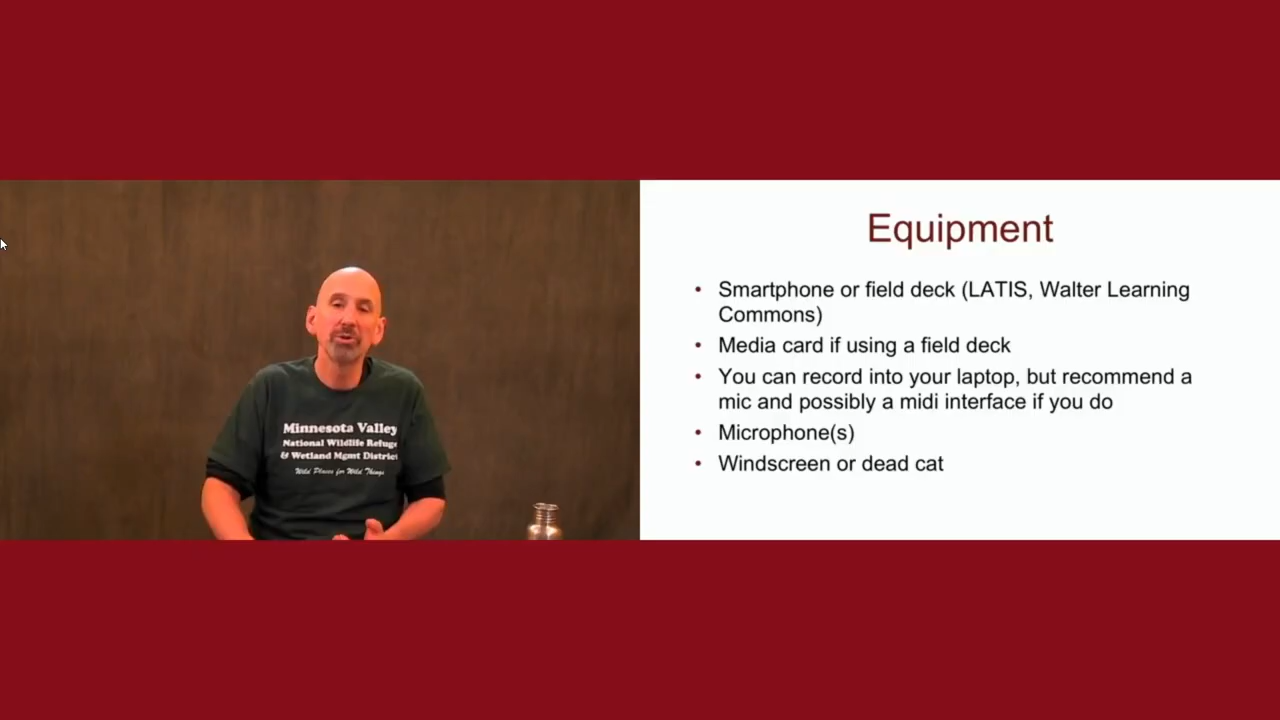 Minnesota Valley
National Wildlife Refug
& Wetland Mgmt District
Wild Places for Wild Things
Equipment
• Smartphone or field deck (LATIS, Walter Learning
Commons)
• Media card if using a field deck
• You can record into your laptop, but recommend a
mic and possibly a midi interface if you do
• Microphone(s)
• Windscreen or dead cat